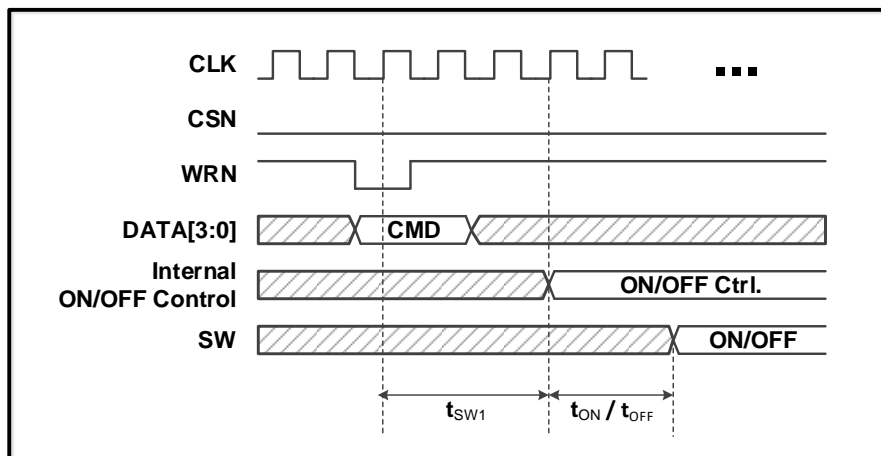 CLK
CSN
WRN
DATA[3:0]
CMD
Internal
ON/OFF Control
ON/OFF Ctrl.
SW
ON/OFF
tSW1
tON / tOFF